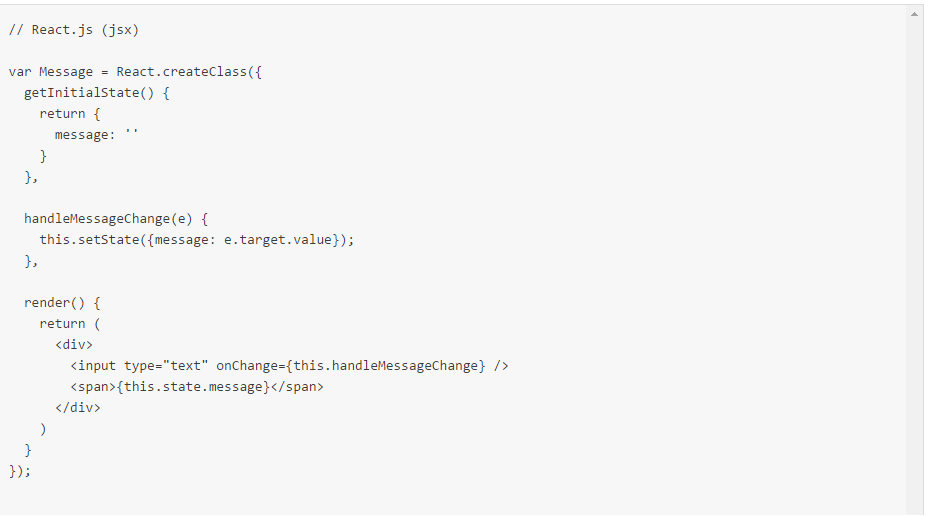 // React.js (jsx)
var Message = React.createClass({
  getInitialState() {
    return {
      message: ''
    }
  },
  handleMessageChange(e) {
    this.setState({message: e.target.value});
  },
  render() {
    return (
      <div>
        <input type="text" onChange={this.handleMessageChange} />
        <span>{this.state.message}</span>
      </div>
    )
  }
});